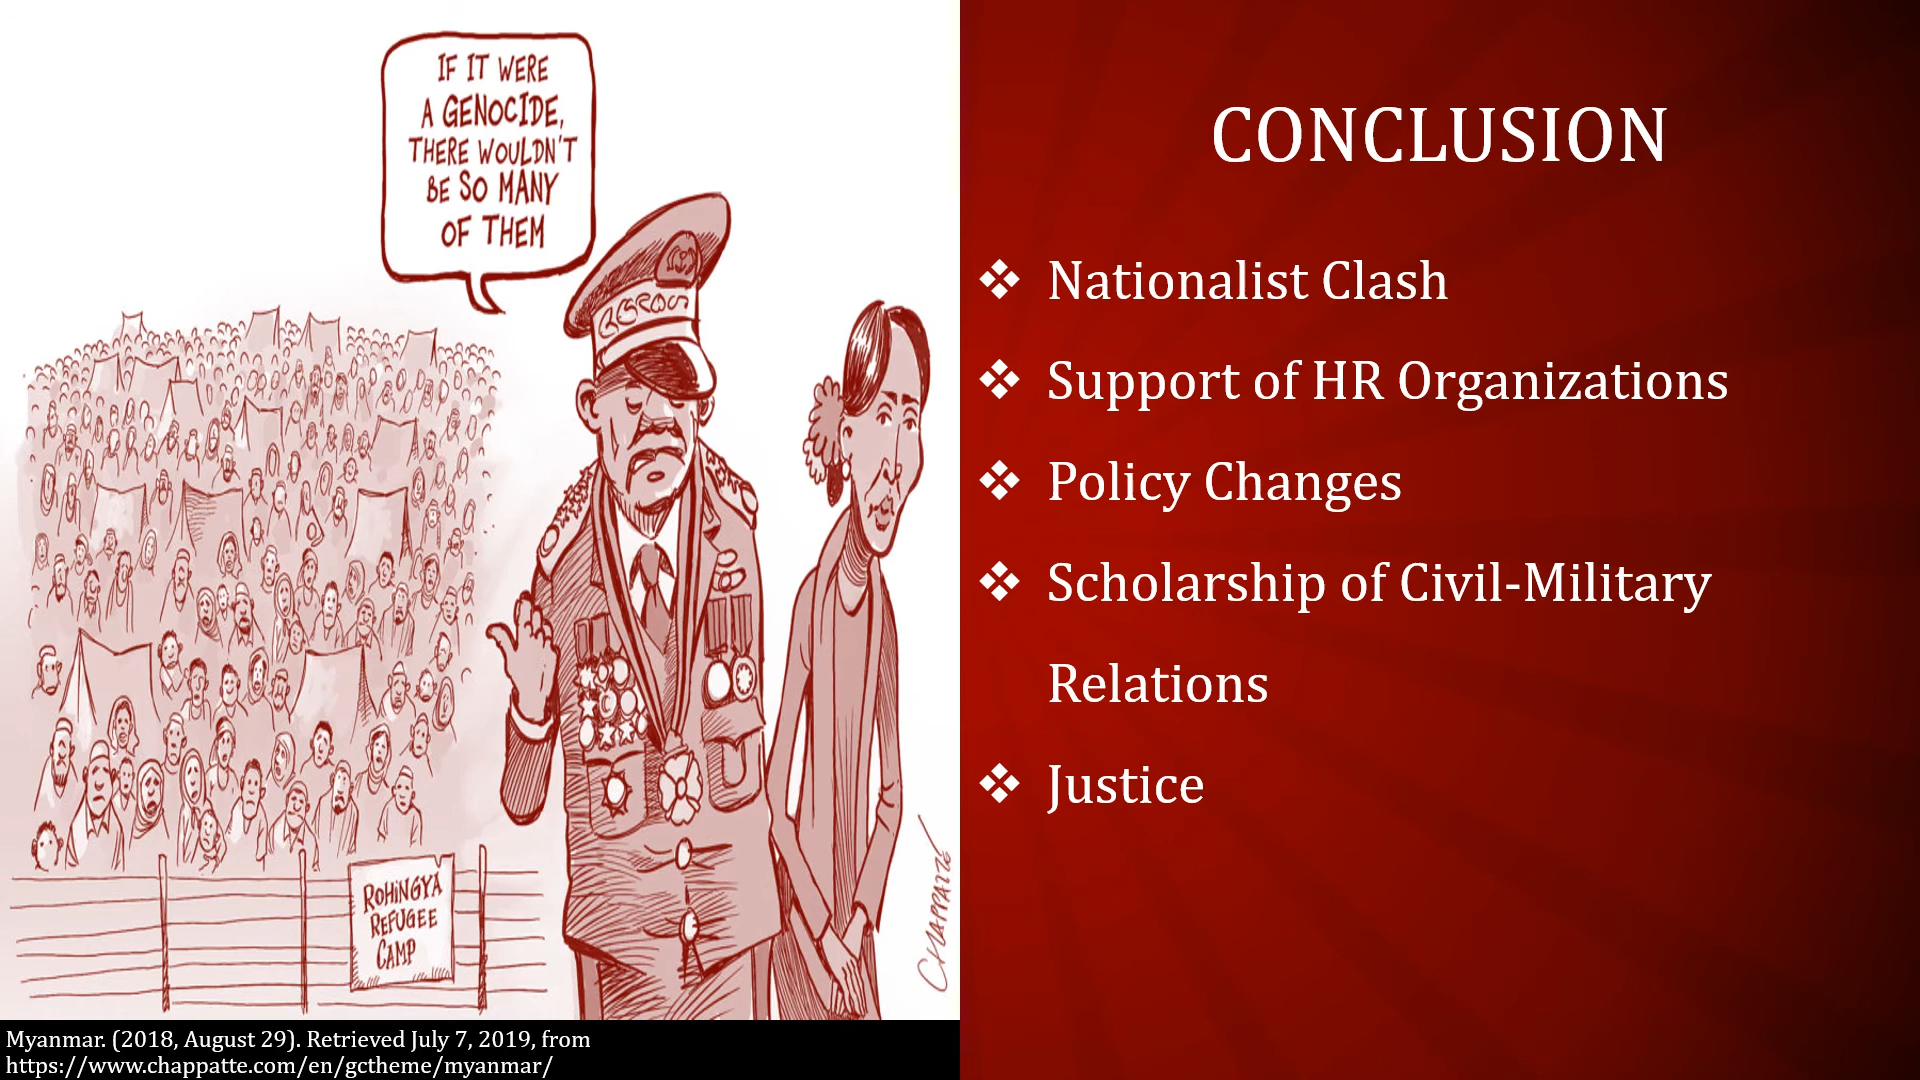 IF IT WERE
A GENOCIDE,
THERE WOULDN'T
BE SO MANY
OF THEM
ROHINGYA
REFUGEE
CAMP
CHAPPATTE
Myanmar. (2018, August 29). Retrieved July 7, 2019, from
https://www.chappatte.com/en/gctheme/myanmar/
CONCLUSION
❖ Nationalist Clash
❖ Support of HR Organizations
❖ Policy Changes
❖ Scholarship of Civil-Military
Relations
❖ Justice